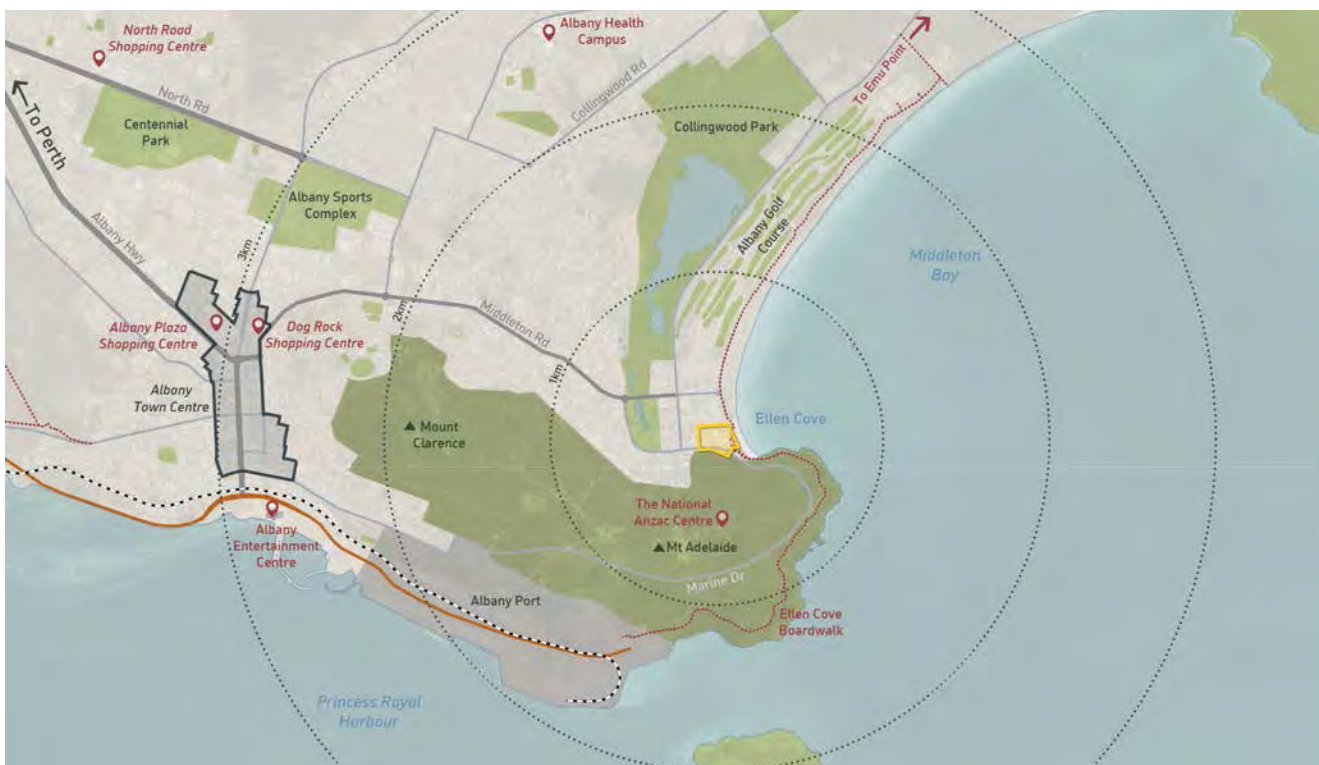 North Road
Shopping Centre
Albany Health
Campus
To Emu Point
To Perth
North Rd
Collingwood Rd
Centennial
Park
Collingwood Park
Albany Sports
Complex
Albany Golf
Course
Albany Hwy
3km
Middleton
Bay
2km
Albany Plaza
Shopping Centre
Dog Rock
Shopping Centre
Middleton Rd
1km
Albany
Town Centre
Mount
Clarence
Ellen Cove
The National
Anzac Centre
Mt Adelaide
Albany
Entertainment
Centre
Marine Dr
Albany Port
Ellen Cove
Boardwalk
Princess Royal
Harbour